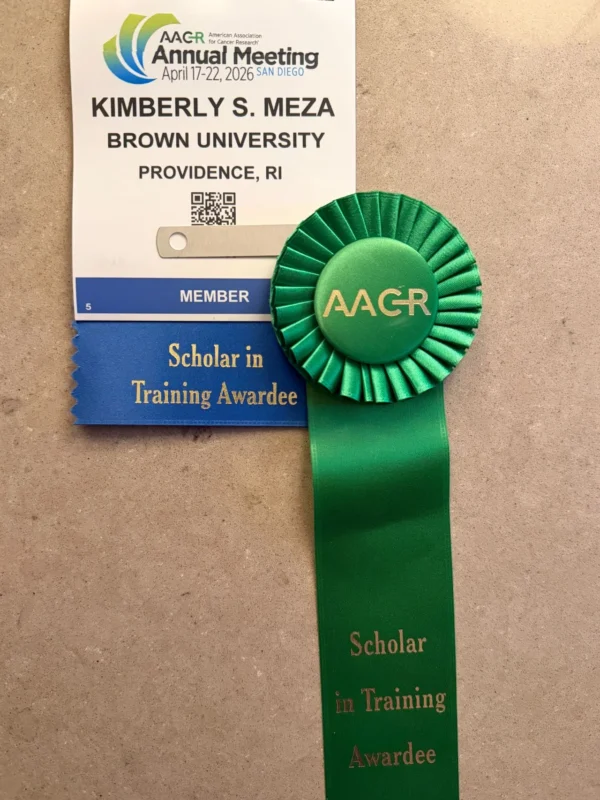 AACR American Association
for Cancer Research®
Annual Meeting
April 17-22, 2026 SAN DIEGO
KIMBERLY S. MEZA
BROWN UNIVERSITY
PROVIDENCE, RI
5 MEMBER
Scholar in
Training Awardee
AACR
Scholar
in Training
Awardee